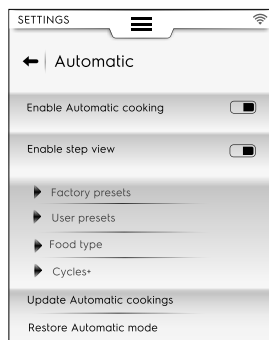 SETTINGS
Automatic
Enable Automatic cooking
Enable step view
Factory presets
User presets
Food type
Cycles+
Update Automatic cookings
Restore Automatic mode